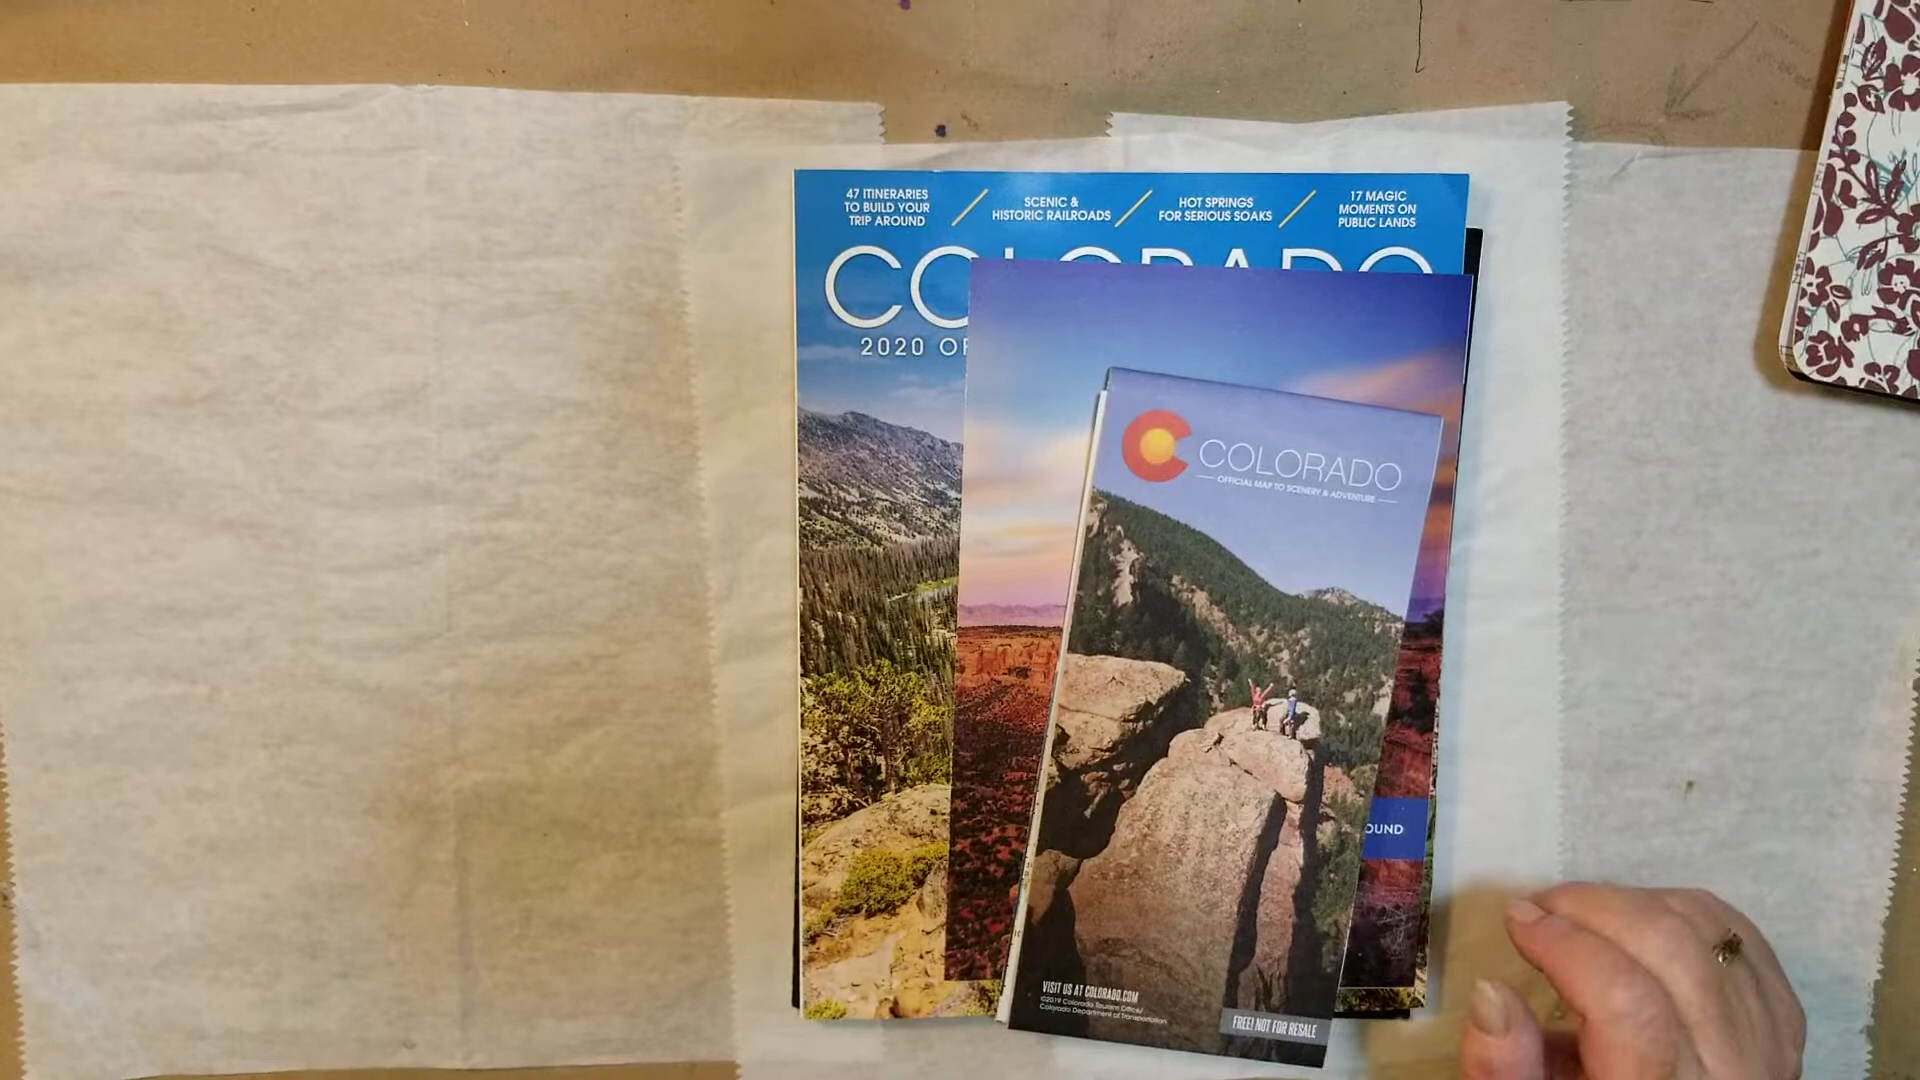 47 ITINERARIES
TO BUILD YOUR
TRIP AROUND
SCENIC &
HISTORIC RAILROADS
HOT SPRINGS
FOR SERIOUS SOAKS
17 MAGIC
MOMENTS ON
PUBLIC LANDS
COLORADO
2020 OF
COLORADO
OFFICIAL MAP TO SCENERY & ADVENTURE
OUND
VISIT US AT COLORADO.COM
©2019 Colorado Tourism Office/
Colorado Department of Transportation
FREE! NOT FOR RESALE